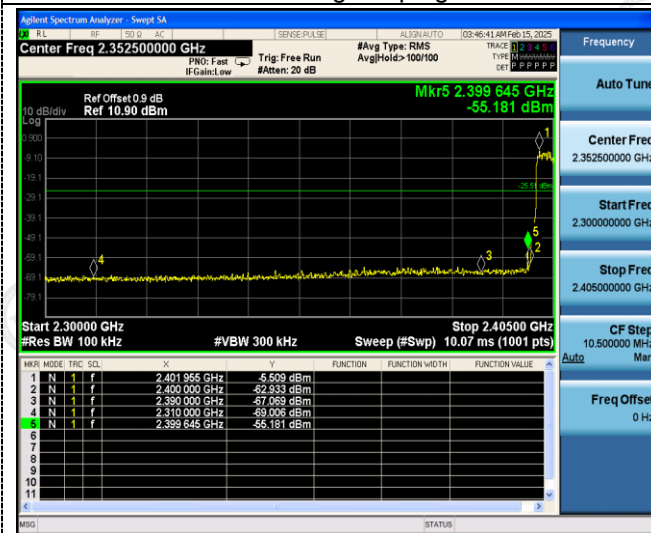 Agilent Spectrum Analyzer - Swept SA
RL RF 50 Ω AC SENSE:PULSE ALIGN AUTO 03:46:41 AM Feb 15, 2025
Center Freq 2.352500000 GHz
PNO: Fast Trig: Free Run
IFGain:Low #Atten: 20 dB
#Avg Type: RMS
Avg|Hold:> 100/100
TRACE 1 2 3 4 5 6
TYPE M
DET P P P P P P
Ref Offset 0.9 dB
10 dB/div Ref 10.90 dBm
Log
Mkr5 2.399 645 GHz
-55.181 dBm
0.900
-9.10
-19.1
-29.1
-39.1
-49.1
-59.1
-69.1
-79.1
-25.51 dBm
1
5
2
3
4
Start 2.30000 GHz Stop 2.40500 GHz
#Res BW 100 kHz #VBW 300 kHz Sweep (#Swp) 10.07 ms (1001 pts)
MKR MODE TRC SCL X Y FUNCTION FUNCTION WIDTH FUNCTION VALUE
1 N 1 f 2.401 955 GHz -5.509 dBm
2 N 1 f 2.400 000 GHz -62.933 dBm
3 N 1 f 2.390 000 GHz -67.069 dBm
4 N 1 f 2.310 000 GHz -69.006 dBm
5 N 1 f 2.399 645 GHz -55.181 dBm
6
7
8
9
10
11
MSG STATUS
Frequency
Auto Tune
Center Freq
2.352500000 GHz
Start Freq
2.300000000 GHz
Stop Freq
2.405000000 GHz
CF Step
10.500000 MHz
Auto Man
Freq Offset
0 Hz